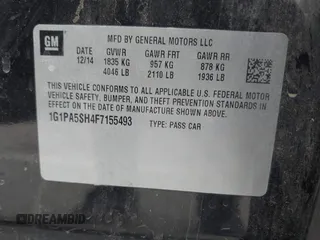 GM
MFD BY GENERAL MOTORS LLC
DATE GVWR GAWR FRT GAWR RR
12/14 1835 KG 957 KG 878 KG
4046 LB 2110 LB 1936 LB
THIS VEHICLE CONFORMS TO ALL APPLICABLE U.S. FEDERAL MOTOR
VEHICLE SAFETY, BUMPER, AND THEFT PREVENTION STANDARDS IN
EFFECT ON THE DATE OF MANUFACTURE SHOWN ABOVE.
1G1PA5SH4F7155493 TYPE: PASS CAR
DREAMBID